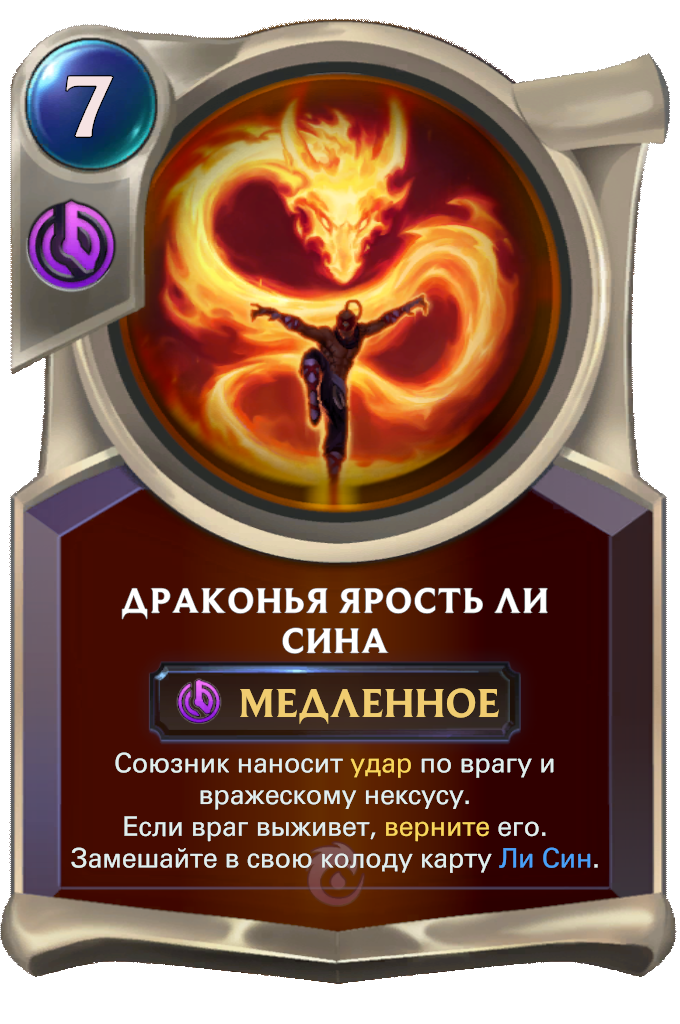 7
ДРАКОНЬЯ ЯРОСТЬ ЛИ
СИНА
МЕДЛЕННОЕ
Союзник наносит удар по врагу и
вражескому нексусу.
Если враг выживет, верните его.
Замешайте в свою колоду карту Ли Син.